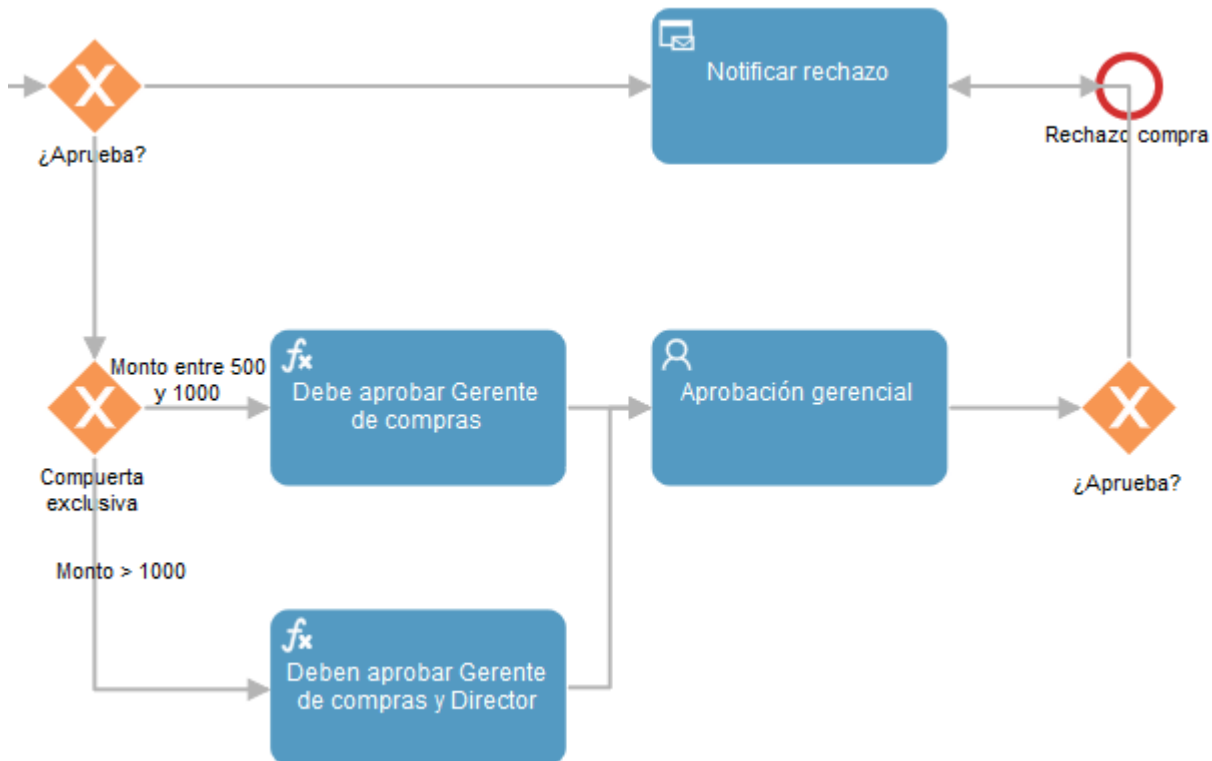 Notificar rechazo
¿Aprueba?
Rechazo compra
Monto entre 500
y 1000
Debe aprobar Gerente
de compras
Aprobación gerencial
Compuerta
exclusiva
¿Aprueba?
Monto > 1000
Deben aprobar Gerente
de compras y Director